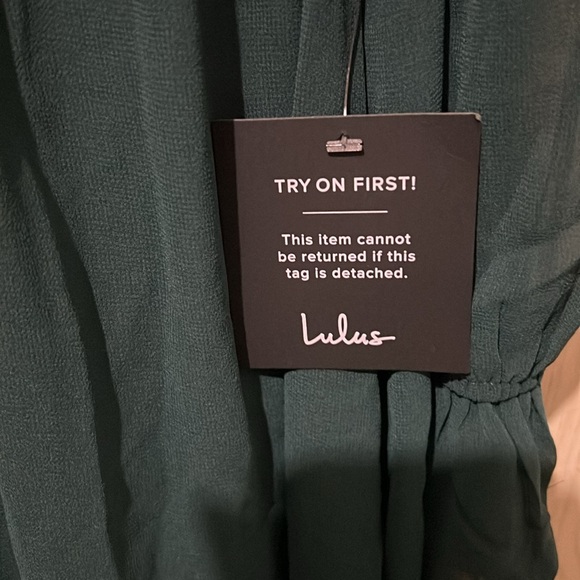 TRY ON FIRST!
This item cannot
be returned if this
tag is detached.
Lulus